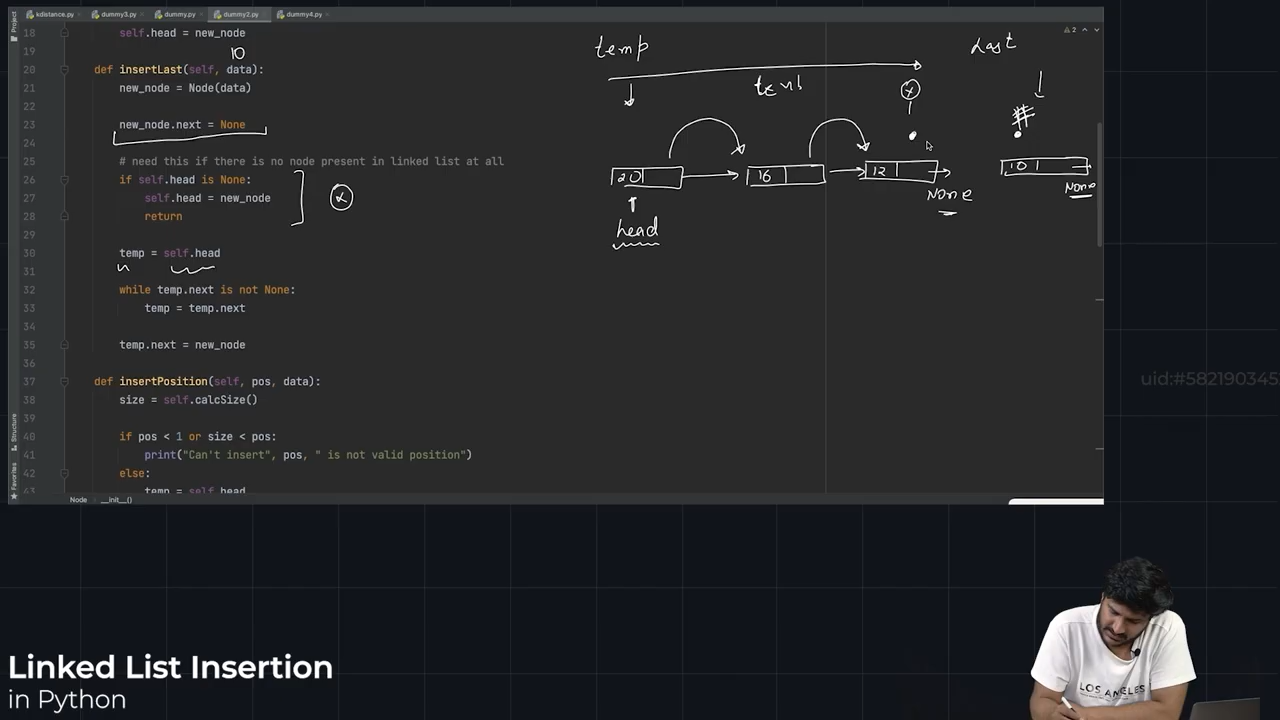 Project
kdistance.py dummy3.py dummy.py dummy2.py dummy4.py
2
18 self.head = new_node
19
10
20 def insertLast(self, data):
21 new_node = Node(data)
22
23 new_node.next = None
24
25 # need this if there is no node present in linked list at all
26 if self.head is None:
27 self.head = new_node
28 return
29
30 temp = self.head
31
32 while temp.next is not None:
33 temp = temp.next
34
35 temp.next = new_node
36
37 def insertPosition(self, pos, data):
38 size = self.calcSize()
39
40 if pos < 1 or size < pos:
41 print("Can't insert", pos, " is not valid position")
42 else:
43 temp = self.head
Structure
Favorites
Node __init__()
temp
Last
20 16 12 10
None None
head
uid:#582190345
Linked List Insertion
in Python
LOS ANGELES